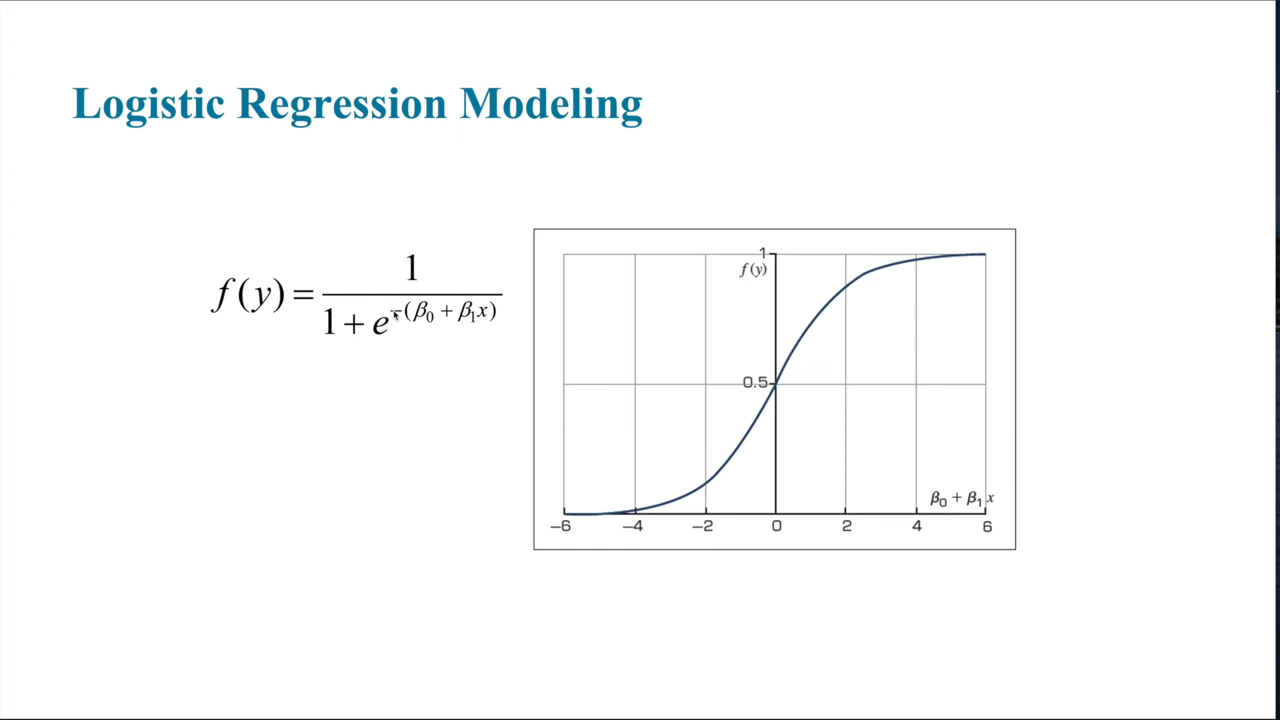 Logistic Regression Modeling
f(y) = 1 / (1 + e^−(β₀ + β₁x))
1
f(y)
0.5
β₀ + β₁x
−6 −4 −2 0 2 4 6